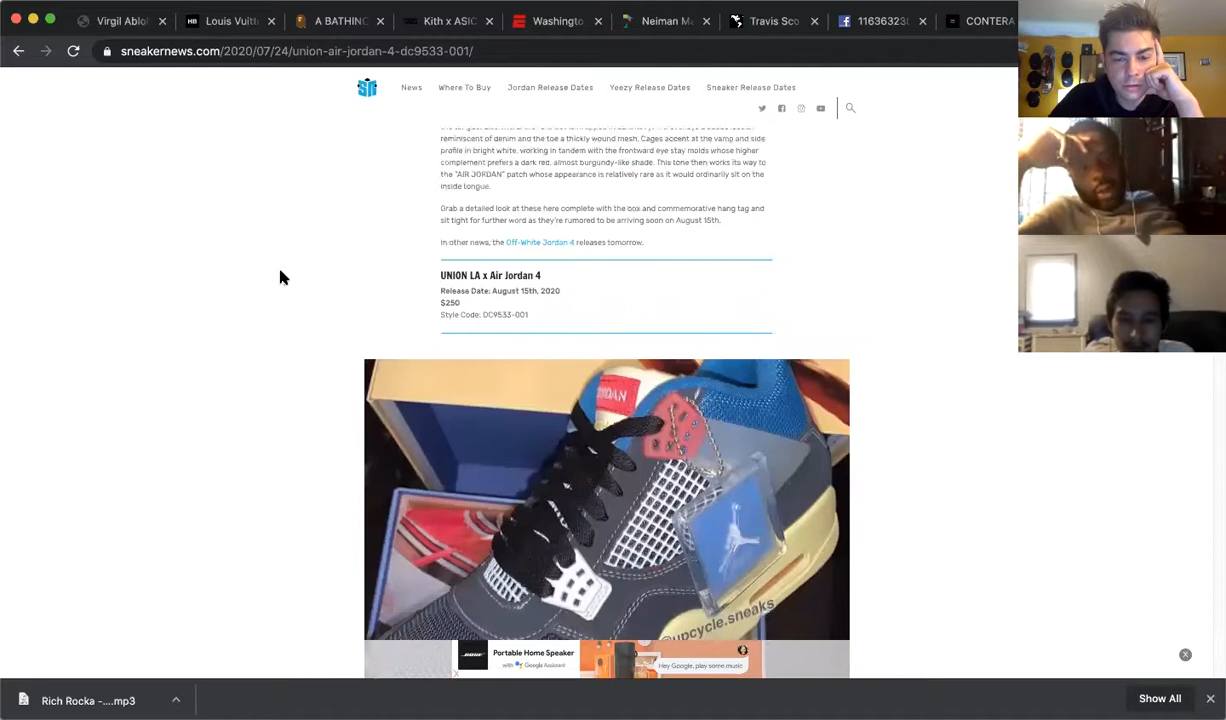 Virgil Ablo
Louis Vuitt
A BATHING
Kith x ASIC
Washingto
Neiman Ma
Travis Sco
116363230
CONTERA
sneakernews.com/2020/07/24/union-air-jordan-4-dc9533-001/
News
Where To Buy
Jordan Release Dates
Yeezy Release Dates
Sneaker Release Dates
reminiscent of denim and the toe a thickly wound mesh. Cages accent at the vamp and side
profile in bright white, working in tandem with the frontward eye stay molds whose higher
complement prefers a dark red, almost burgundy-like shade. This tone then works its way to
the "AIR JORDAN" patch whose appearance is relatively rare as it would ordinarily sit on the
inside tongue.
Grab a detailed look at these here complete with the box and commemorative hang tag and
sit tight for further word as they're rumored to be arriving soon on August 15th.
In other news, the Off-White Jordan 4 releases tomorrow.
UNION LA x Air Jordan 4
Release Date: August 15th, 2020
$250
Style Code: DC9533-001
@upcycle.sneaks
BOSE
Portable Home Speaker
with Google Assistant
Hey Google, play some music
Rich Rocka -....mp3
Show All